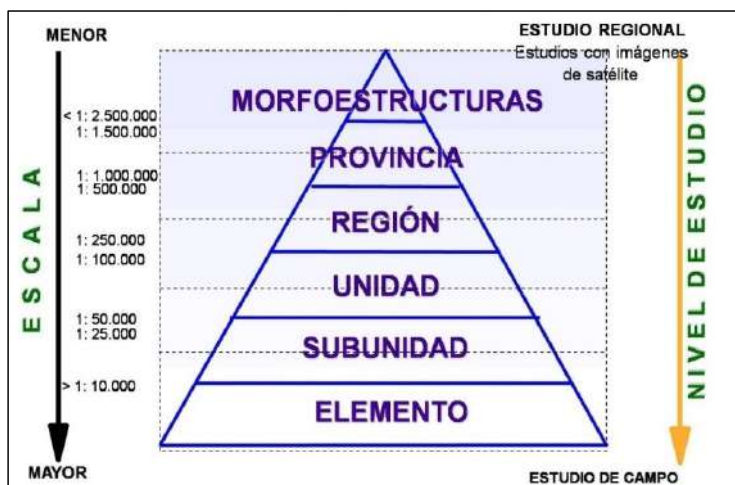 MENOR
ESTUDIO REGIONAL
Estudios con imágenes
de satélite
MORFOESTRUCTURAS
< 1: 2.500.000
1: 1.500.000
PROVINCIA
1: 1.000.000
1: 500.000
REGIÓN
1: 250.000
1: 100.000
UNIDAD
1: 50.000
1: 25.000
SUBUNIDAD
> 1: 10.000
ELEMENTO
ESCALA
NIVEL DE ESTUDIO
MAYOR
ESTUDIO DE CAMPO